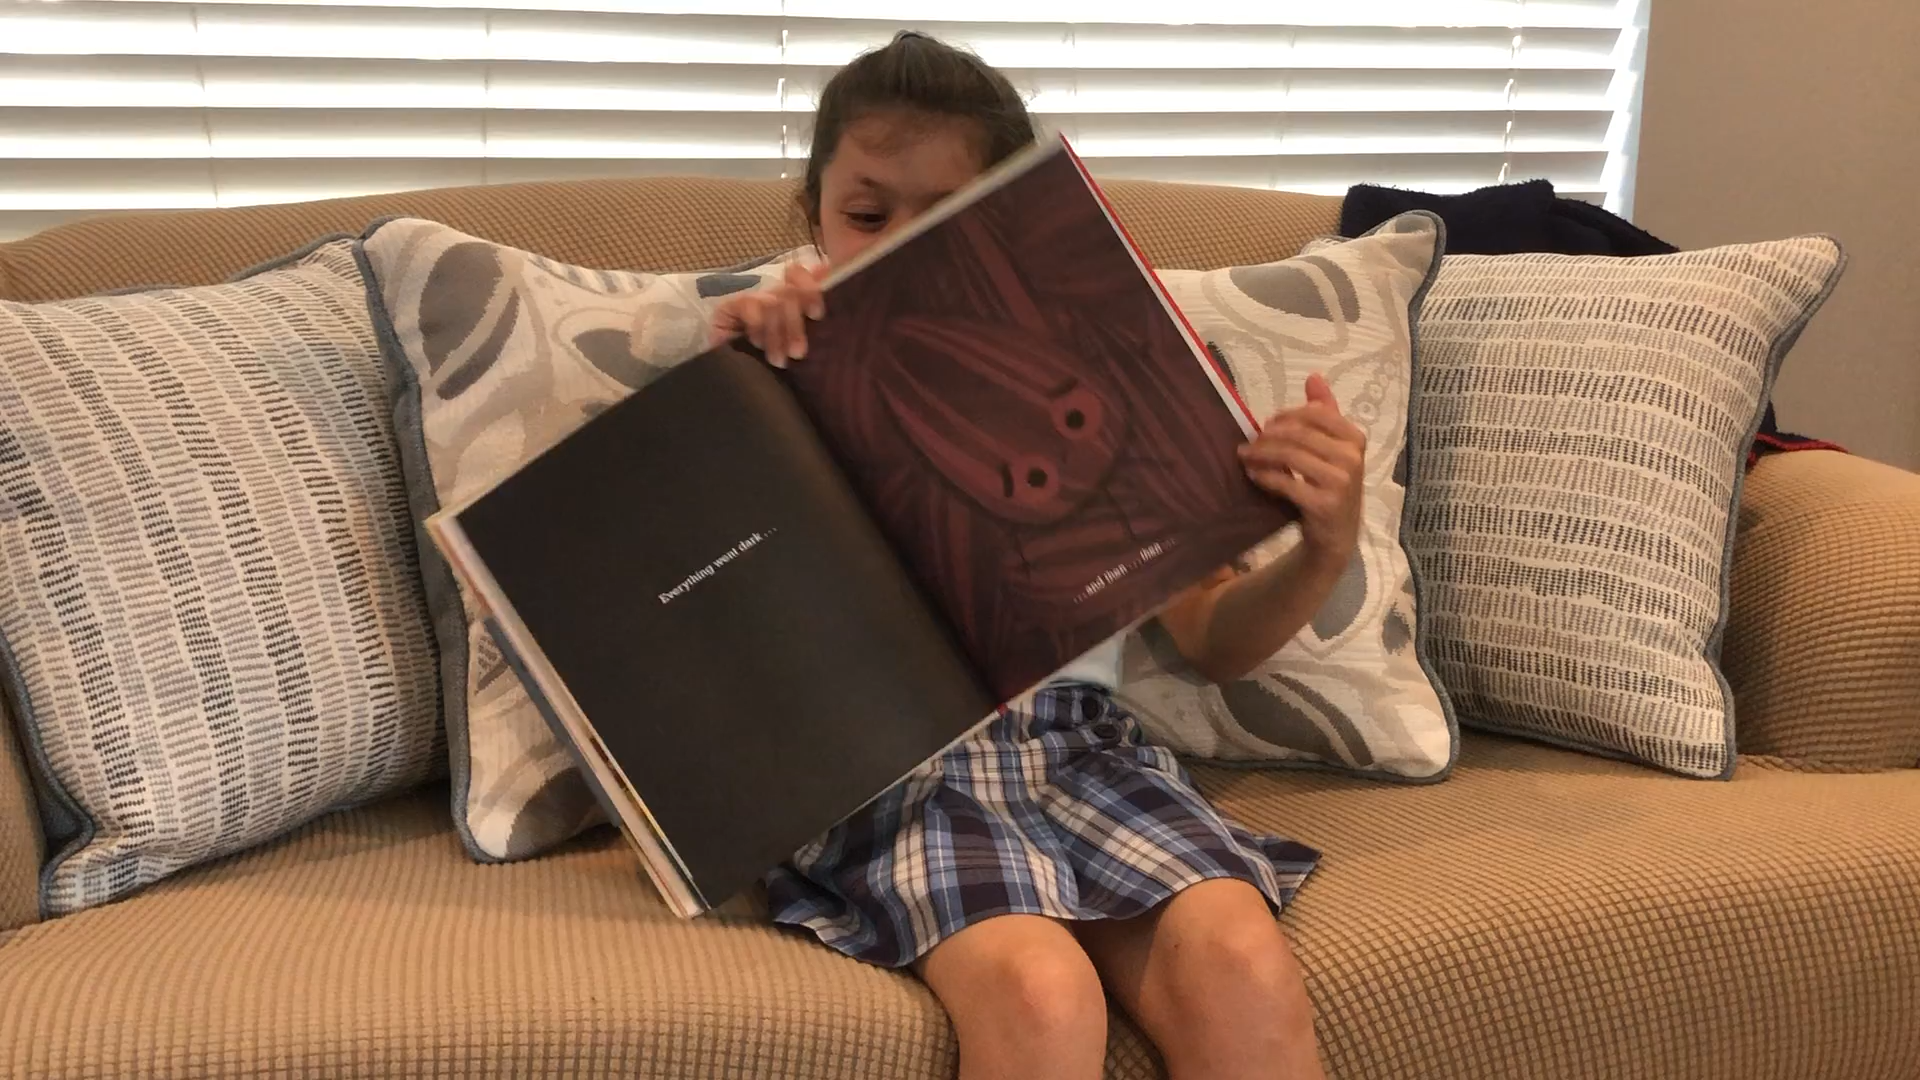 Everything went dark . . .
. . . and then . . . then . . .